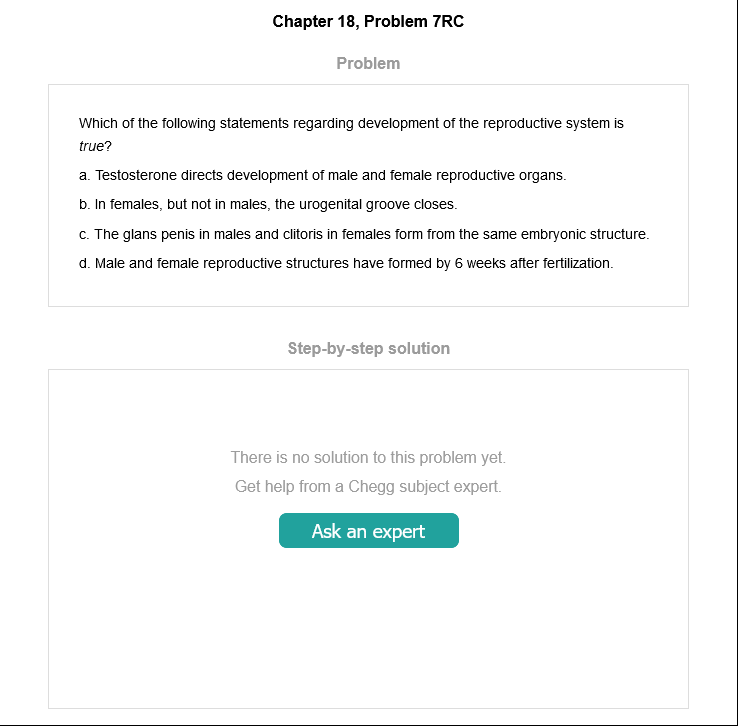 Chapter 18, Problem 7RC
Problem
Which of the following statements regarding development of the reproductive system is
true?
a. Testosterone directs development of male and female reproductive organs.
b. In females, but not in males, the urogenital groove closes.
c. The glans penis in males and clitoris in females form from the same embryonic structure.
d. Male and female reproductive structures have formed by 6 weeks after fertilization.
Step-by-step solution
There is no solution to this problem yet.
Get help from a Chegg subject expert.
Ask an expert